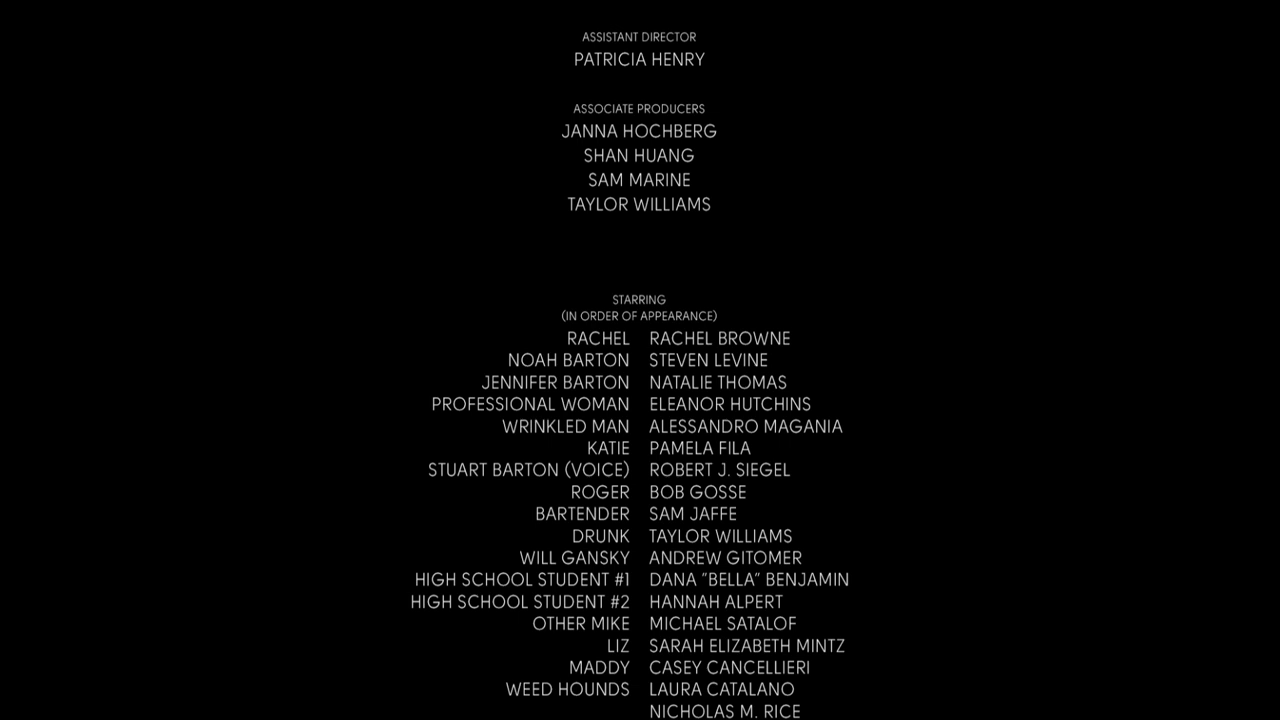 ASSISTANT DIRECTOR
PATRICIA HENRY
ASSOCIATE PRODUCERS
JANNA HOCHBERG
SHAN HUANG
SAM MARINE
TAYLOR WILLIAMS
STARRING
(IN ORDER OF APPEARANCE)
RACHEL RACHEL BROWNE
NOAH BARTON STEVEN LEVINE
JENNIFER BARTON NATALIE THOMAS
PROFESSIONAL WOMAN ELEANOR HUTCHINS
WRINKLED MAN ALESSANDRO MAGANIA
KATIE PAMELA FILA
STUART BARTON (VOICE) ROBERT J. SIEGEL
ROGER BOB GOSSE
BARTENDER SAM JAFFE
DRUNK TAYLOR WILLIAMS
WILL GANSKY ANDREW GITOMER
HIGH SCHOOL STUDENT #1 DANA "BELLA" BENJAMIN
HIGH SCHOOL STUDENT #2 HANNAH ALPERT
OTHER MIKE MICHAEL SATALOF
LIZ SARAH ELIZABETH MINTZ
MADDY CASEY CANCELLIERI
WEED HOUNDS LAURA CATALANO
NICHOLAS M. RICE